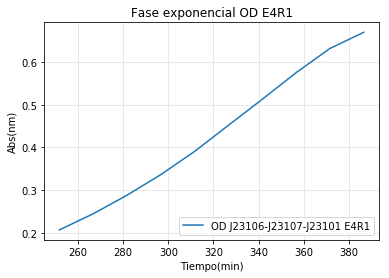 Fase exponencial OD E4R1
Abs(nm)
0.6
0.5
0.4
0.3
0.2
OD J23106-J23107-J23101 E4R1
260 280 300 320 340 360 380
Tiempo(min)